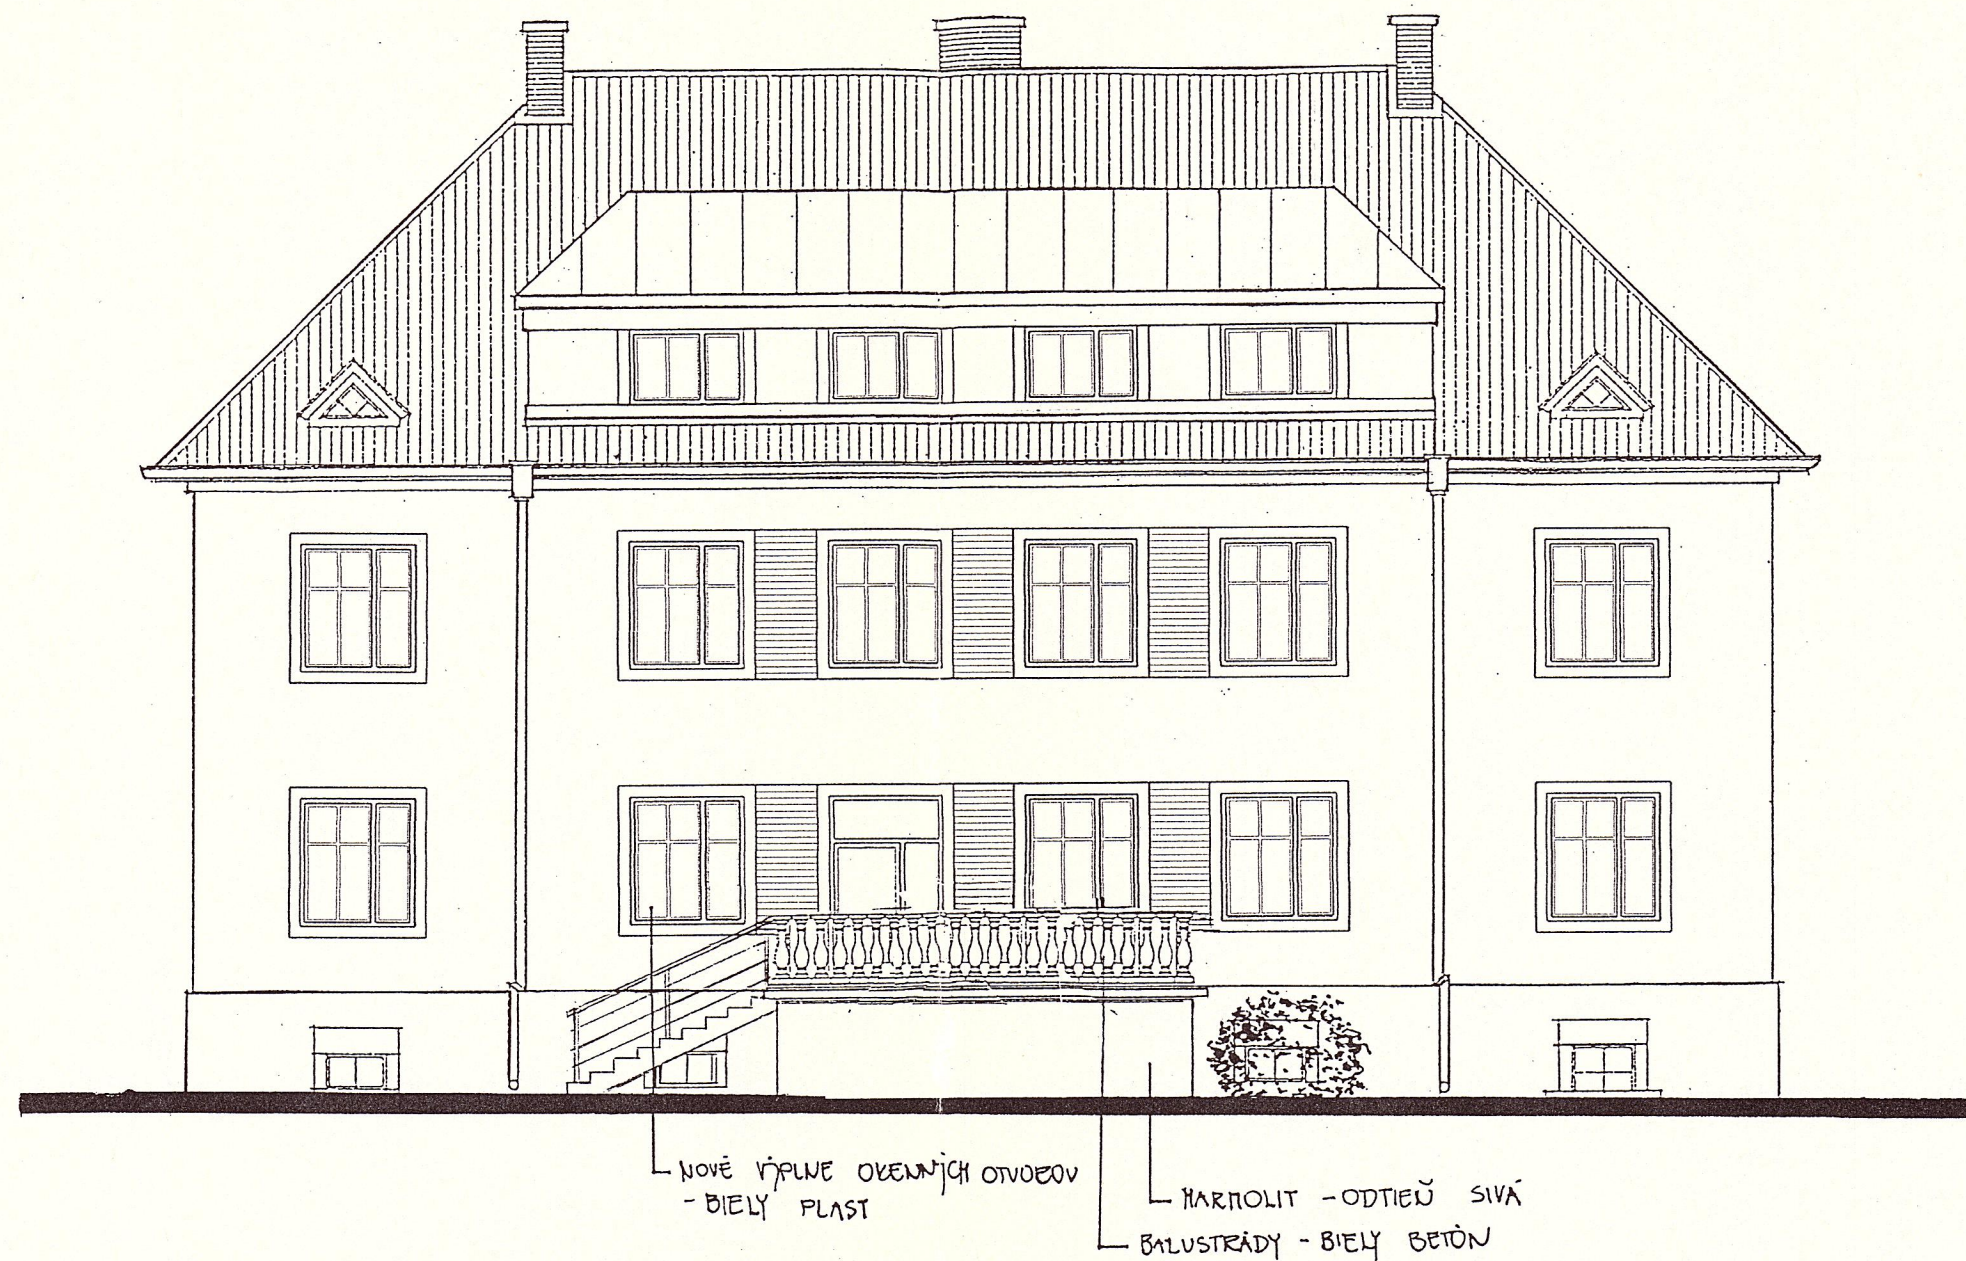 NOVÉ VÝPLNE OKENNÝCH OTVOROV
- BIELY PLAST
MARMOLIT - ODTIEŇ SIVÁ
BALUSTRÁDY - BIELY BETÓN